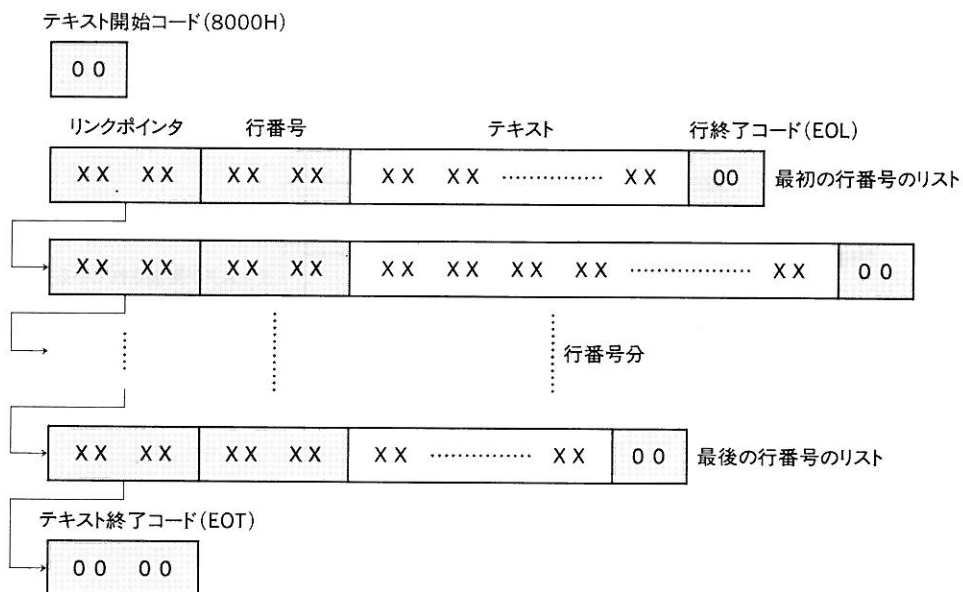 テキスト開始コード(8000H)
00
リンクポインタ 行番号 テキスト 行終了コード(EOL)
XX XX XX XX XX XX ·············· XX 00 最初の行番号のリスト
XX XX XX XX XX XX XX XX ·················· XX 00
行番号分
XX XX XX XX XX ·············· XX 00 最後の行番号のリスト
テキスト終了コード(EOT)
00 00